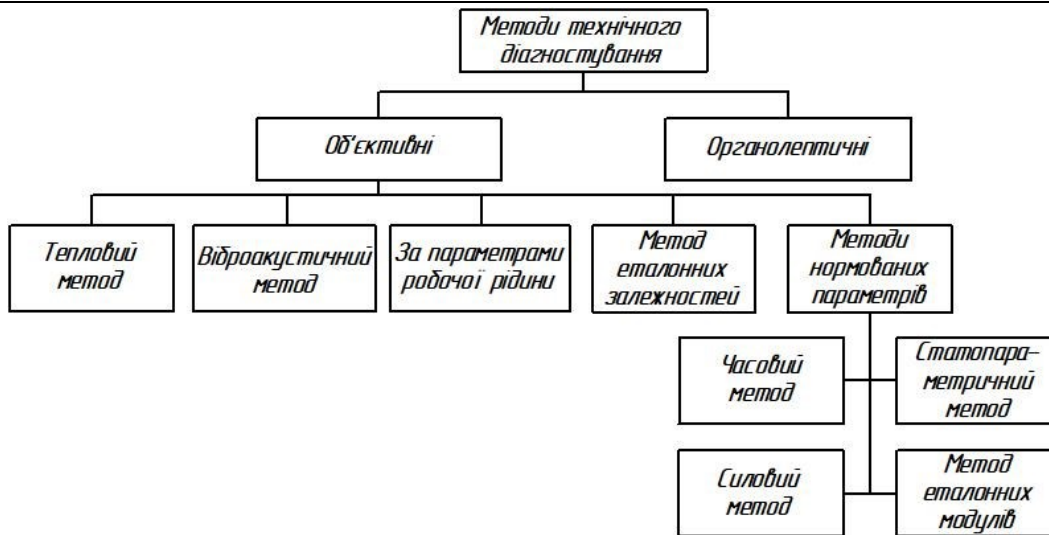 Методи технічного
діагностування
Об'єктивні
Органолептичні
Тепловий
метод
Віброакустичний
метод
За параметрами
робочої рідини
Метод
еталонних
залежностей
Методи
нормованих
параметрів
Часовий
метод
Статопара-
метричний
метод
Силовий
метод
Метод
еталонних
модулів